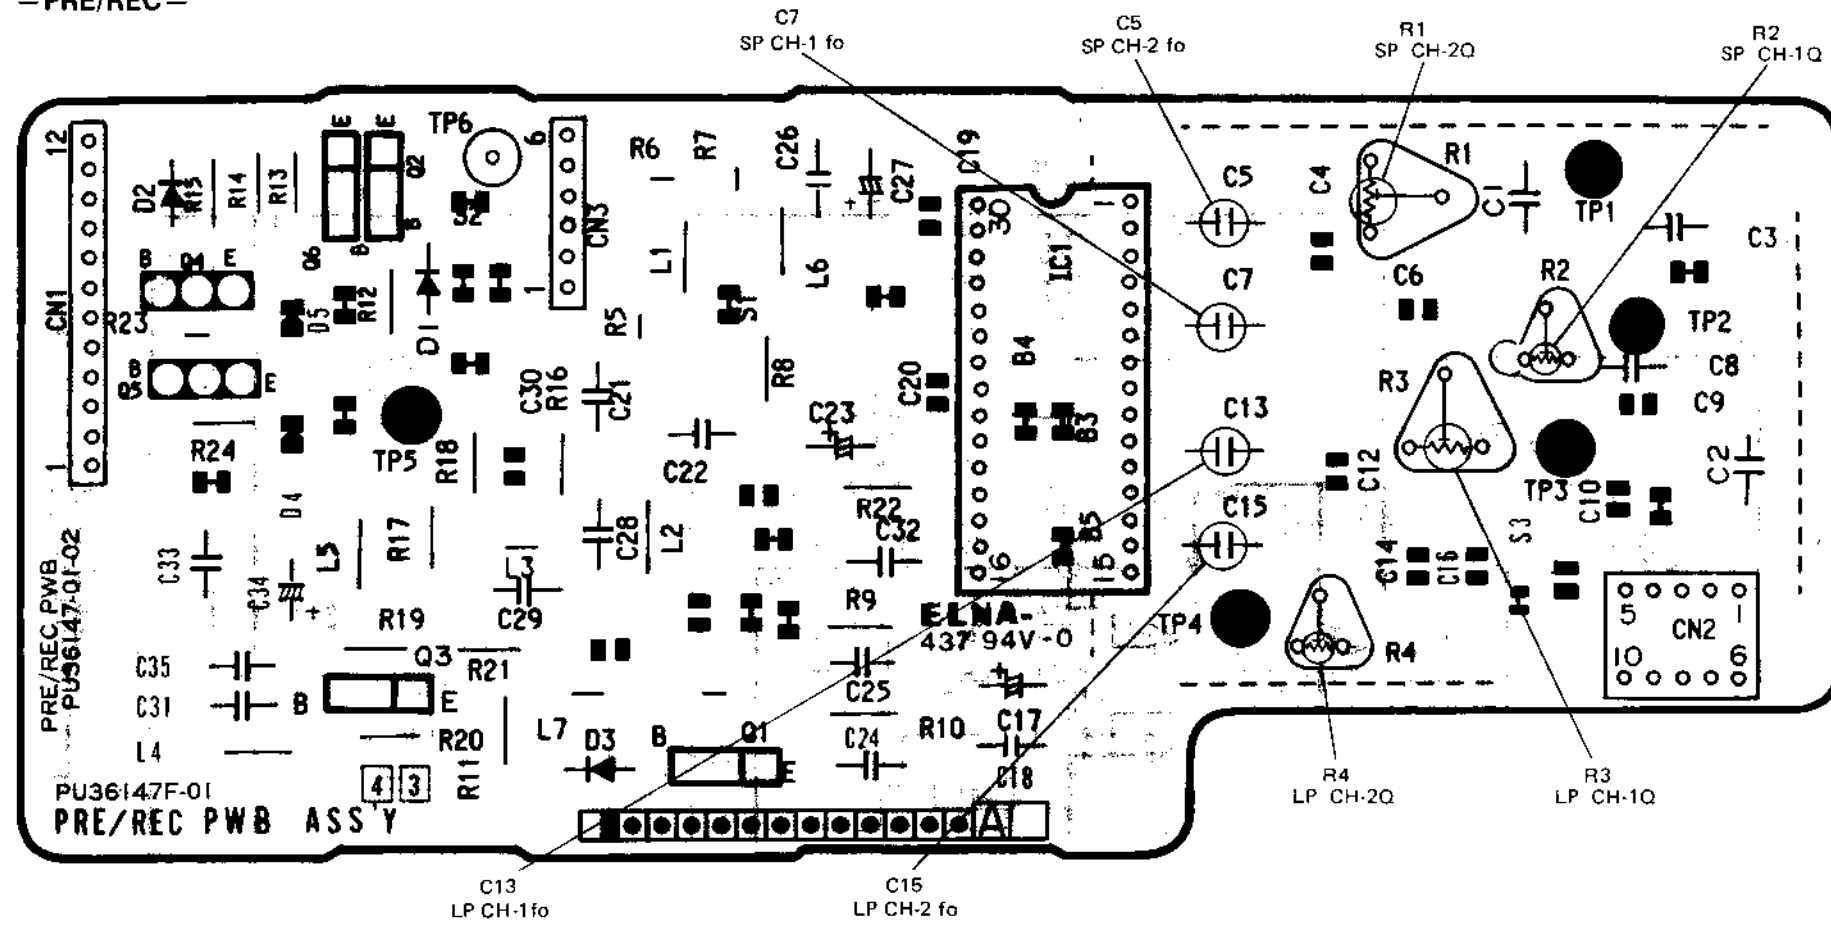 —PRE/REC—
C7
SP CH-1 fo
C5
SP CH-2 fo
R1
SP CH-2Q
R2
SP CH-1Q
12
E
E
TP6
6
R6
R7
C26
C19
C27
C5
C4
R1
C1
TP1
C3
D2
R15
R14
R13
Q2
S2
CN3
30
1
IC1
B
Q4
E
Q6
B
B
L1
L6
C7
C6
R2
TP2
CN1
R23
D5
R12
D1
1
R5
S1
B4
R8
C20
R3
C8
C9
B
Q5
E
C30
R16
C21
C23
C13
B3
R24
TP5
R18
C22
C12
TP3
C10
C2
1
D4
R22
C32
C15
B5
S3
PRE/REC PWB
PU36147-01-02
C33
C34
L5
R17
L3
C28
L2
16
15
C14
C16
C29
R9
ELNA-
437 94V-0
TP4
R4
5
1
CN2
10
6
R19
C35
Q3
R21
C25
C31
B
E
L4
R20
R11
L7
D3
B
Q1
E
C24
R10
C17
C18
PU36147F-01
4
3
PRE/REC PWB ASS'Y
A
R4
LP CH-2Q
R3
LP CH-1Q
C13
LP CH-1fo
C15
LP CH-2 fo